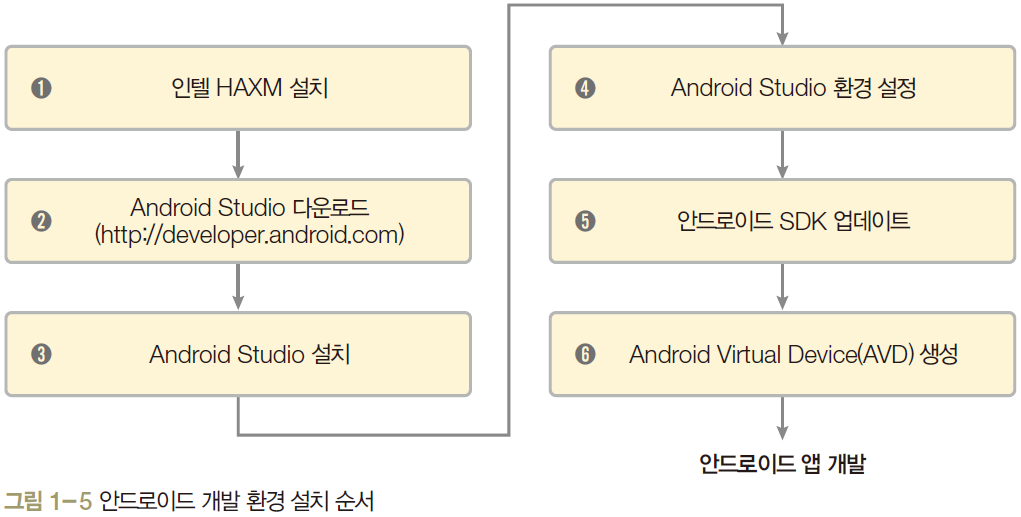 ❶ 인텔 HAXM 설치
❷ Android Studio 다운로드
(http://developer.android.com)
❸ Android Studio 설치
❹ Android Studio 환경 설정
❺ 안드로이드 SDK 업데이트
❻ Android Virtual Device(AVD) 생성
안드로이드 앱 개발
그림 1-5 안드로이드 개발 환경 설치 순서